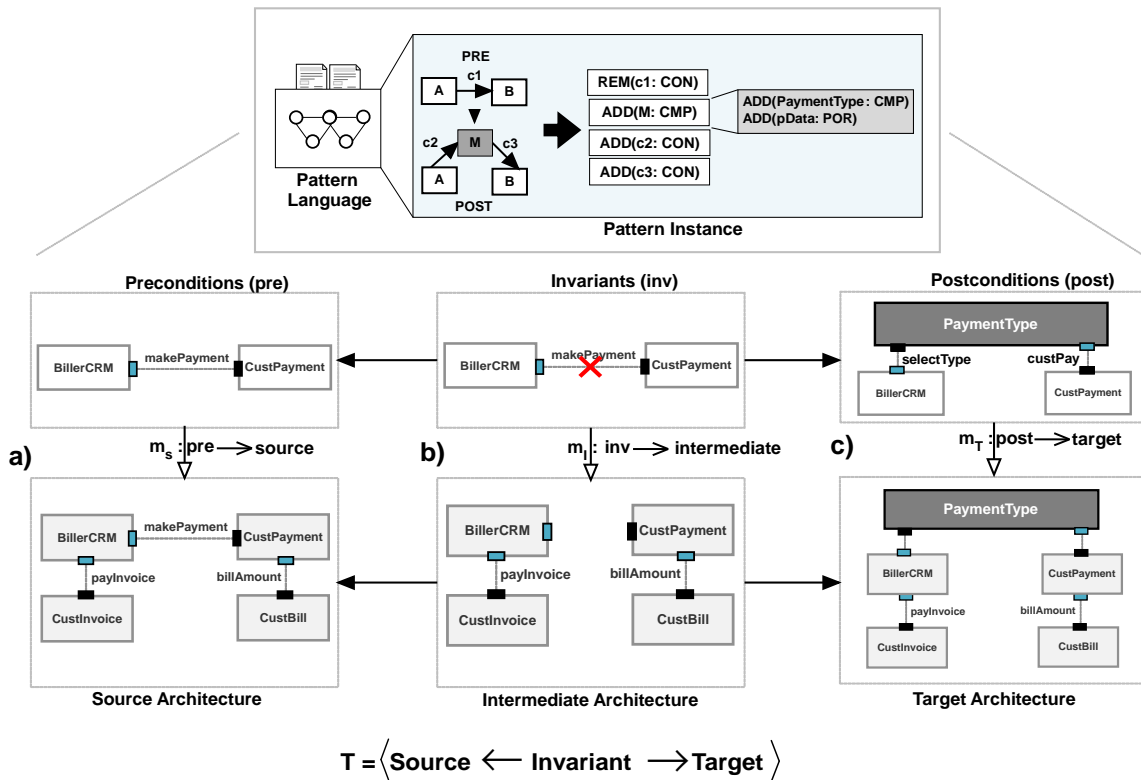 PRE
c1
A
B
c2
M
c3
A
B
POST
REM(c1: CON)
ADD(M: CMP)
ADD(c2: CON)
ADD(c3: CON)
ADD(PaymentType : CMP)
ADD(pData: POR)
Pattern
Language
Pattern Instance
Preconditions (pre)
Invariants (inv)
Postconditions (post)
BillerCRM
makePayment
CustPayment
BillerCRM
makePayment
CustPayment
PaymentType
selectType
custPay
BillerCRM
CustPayment
a)
m_s : pre → source
b)
m_I : inv → intermediate
c)
m_T : post → target
BillerCRM
makePayment
CustPayment
payInvoice
billAmount
CustInvoice
CustBill
BillerCRM
CustPayment
payInvoice
billAmount
CustInvoice
CustBill
PaymentType
BillerCRM
CustPayment
payInvoice
billAmount
CustInvoice
CustBill
Source Architecture
Intermediate Architecture
Target Architecture
T = ⟨Source ← Invariant → Target⟩